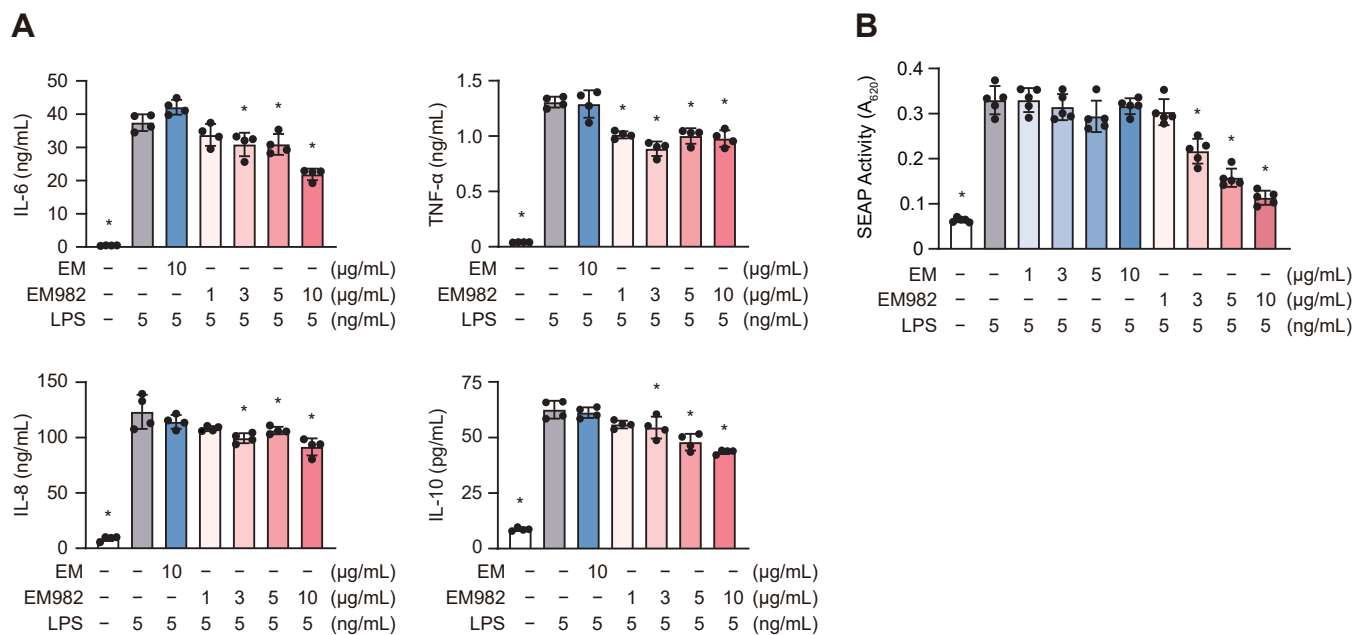 A
B
IL-6 (ng/mL)
50
40
30
20
10
0
*
*
*
*
EM – – 10 (μg/mL)
EM982 – – – 1 3 5 10 (μg/mL)
LPS – 5 5 5 5 5 5 (ng/mL)
TNF-α (ng/mL)
1.5
1.0
0.5
0
*
*
*
*
*
EM – – 10 (μg/mL)
EM982 – – – 1 3 5 10 (μg/mL)
LPS – 5 5 5 5 5 5 (ng/mL)
SEAP Activity (A620)
0.4
0.3
0.2
0.1
0
*
*
*
*
EM – – 1 3 5 10 (μg/mL)
EM982 – – – – – – 1 3 5 10 (μg/mL)
LPS – 5 5 5 5 5 5 5 5 5 (ng/mL)
IL-8 (ng/mL)
150
100
50
0
*
*
*
*
EM – – 10 – – – – (μg/mL)
EM982 – – – 1 3 5 10 (μg/mL)
LPS – 5 5 5 5 5 5 (ng/mL)
IL-10 (pg/mL)
75
50
25
0
*
*
*
*
EM – – 10 – – – – (μg/mL)
EM982 – – – 1 3 5 10 (μg/mL)
LPS – 5 5 5 5 5 5 (ng/mL)